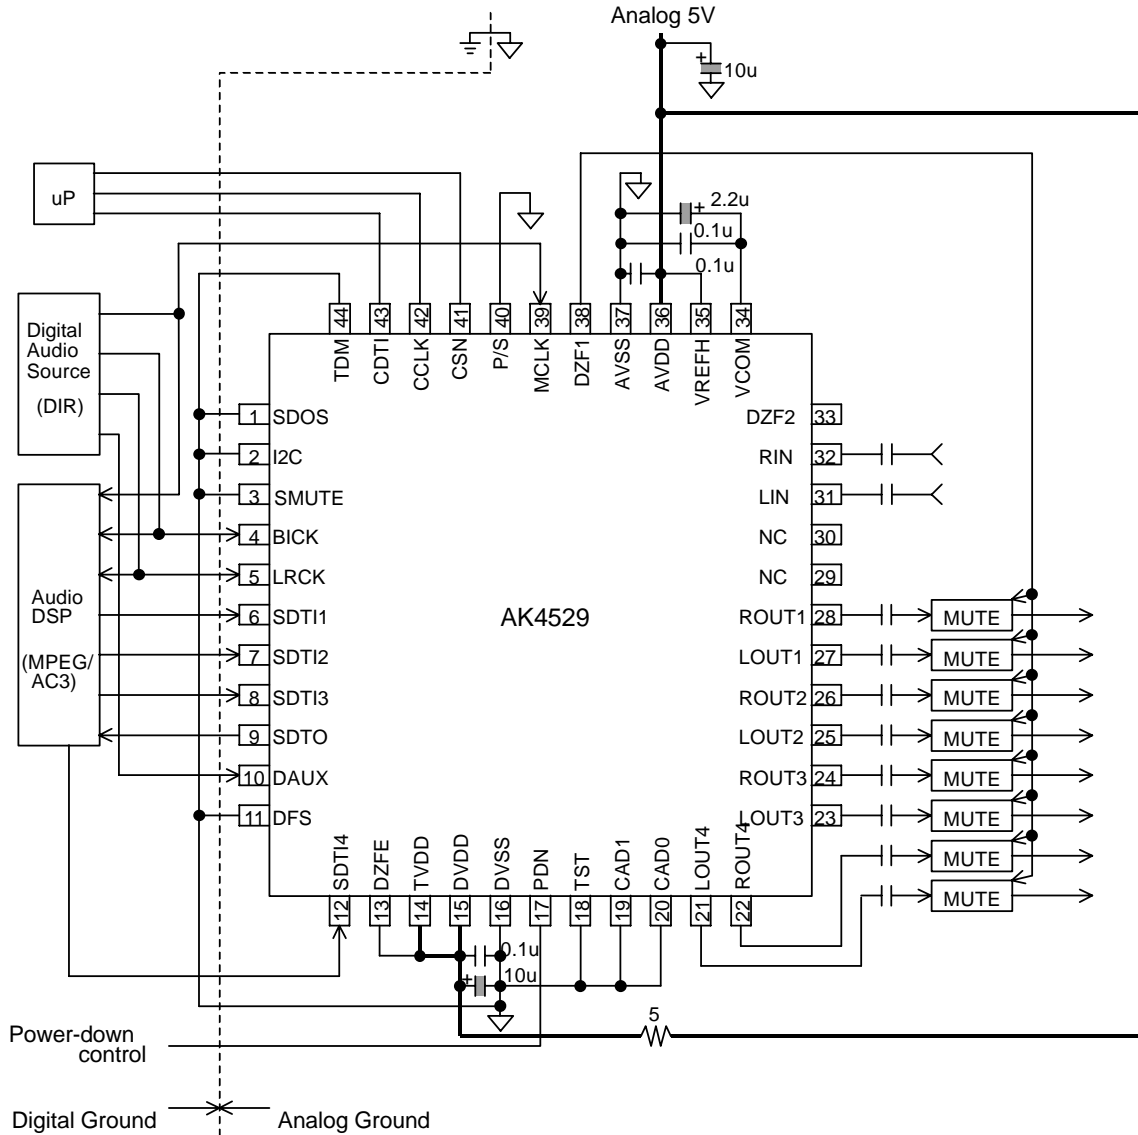 Analog 5V
+
10u
uP
2.2u
+
0.1u
0.1u
Digital
Audio
Source
(DIR)
44
43
42
41
40
39
38
37
36
35
34
TDM
CDTI
CCLK
CSN
P/S
MCLK
DZF1
AVSS
AVDD
VREFH
VCOM
1 SDOS
2 I2C
3 SMUTE
4 BICK
5 LRCK
6 SDTI1
7 SDTI2
8 SDTI3
9 SDTO
10 DAUX
11 DFS
Audio
DSP
(MPEG/
AC3)
AK4529
DZF2 33
RIN 32
LIN 31
NC 30
NC 29
ROUT1 28
LOUT1 27
ROUT2 26
LOUT2 25
ROUT3 24
LOUT3 23
MUTE
MUTE
MUTE
MUTE
MUTE
MUTE
MUTE
MUTE
SDTI4
DZFE
TVDD
DVDD
DVSS
PDN
TST
CAD1
CAD0
LOUT4
ROUT4
12
13
14
15
16
17
18
19
20
21
22
0.1u
+
10u
5
Power-down
control
Digital Ground
Analog Ground